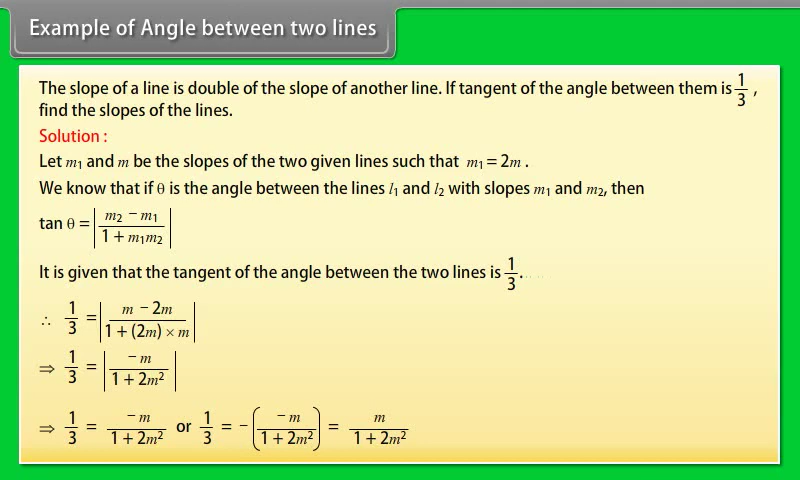 Example of Angle between two lines
The slope of a line is double of the slope of another line. If tangent of the angle between them is 1/3 ,
find the slopes of the lines.
Solution :
Let m₁ and m be the slopes of the two given lines such that m₁ = 2m .
We know that if θ is the angle between the lines l₁ and l₂ with slopes m₁ and m₂, then
tan θ = |(m₂ − m₁)/(1 + m₁m₂)|
It is given that the tangent of the angle between the two lines is 1/3.
∴ 1/3 = |(m − 2m)/(1 + (2m) × m)|
⇒ 1/3 = |(−m)/(1 + 2m²)|
⇒ 1/3 = (−m)/(1 + 2m²) or 1/3 = −((−m)/(1 + 2m²)) = m/(1 + 2m²)